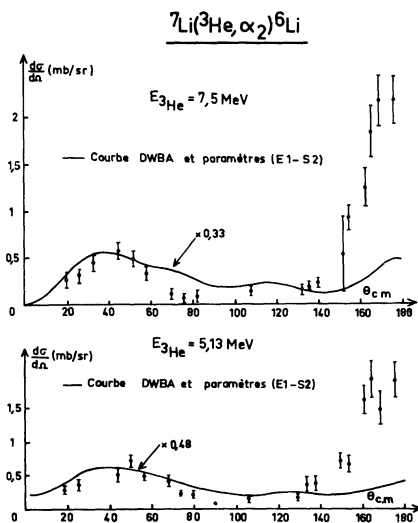 ⁷Li(³He, α₂)⁶Li
dσ/dΩ (mb/sr)
E₃He = 7,5 MeV
2
— Courbe DWBA et paramètres (E1-S2)
1,5
1
× 0,33
0,5
θc.m
0
0 20 40 60 80 100 120 140 160 180
E₃He = 5,13 MeV
dσ/dΩ (mb/sr)
— Courbe DWBA et paramètres (E1-S2)
1,5
1
× 0,48
0,5
θc.m
0
0 20 40 60 80 100 120 140 160 180